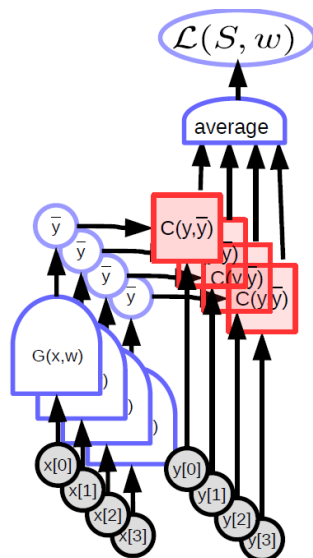 ℒ(S, w)
average
C(y,y̅)
y̅)
y̅)
C(y,y̅)
y̅
y̅
y̅
y̅
G(x,w)
)
)
)
x[0]
x[1]
x[2]
x[3]
y[0]
y[1]
y[2]
y[3]